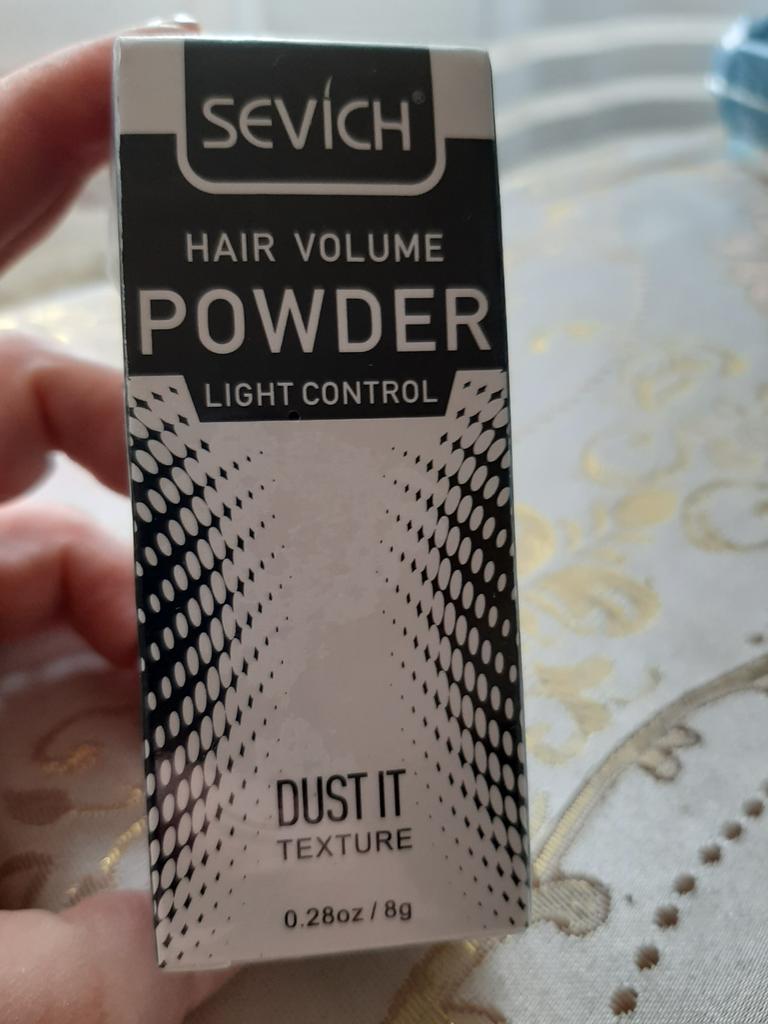 SEVICH®
HAIR VOLUME
POWDER
LIGHT CONTROL
DUST IT
TEXTURE
0.28oz / 8g